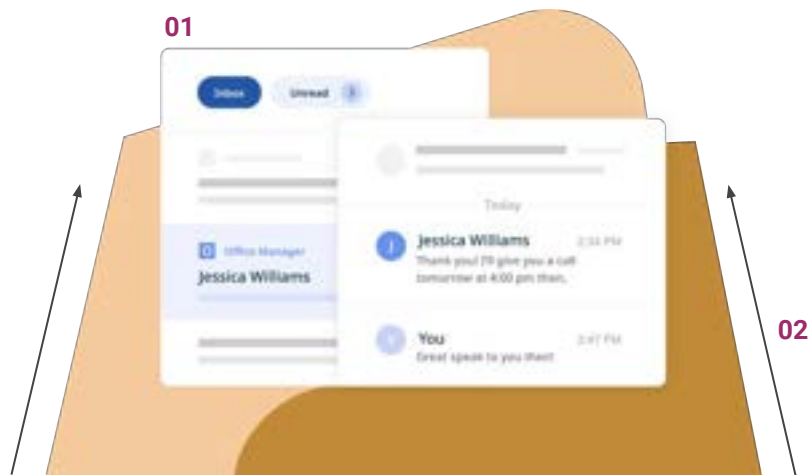 01
Inbox
Unread
Office Manager
Jessica Williams
Today
Jessica Williams
2:34 PM
Thank you! I'll give you a call
tomorrow at 4:00 pm then.
You
2:47 PM
Great speak to you then!
02